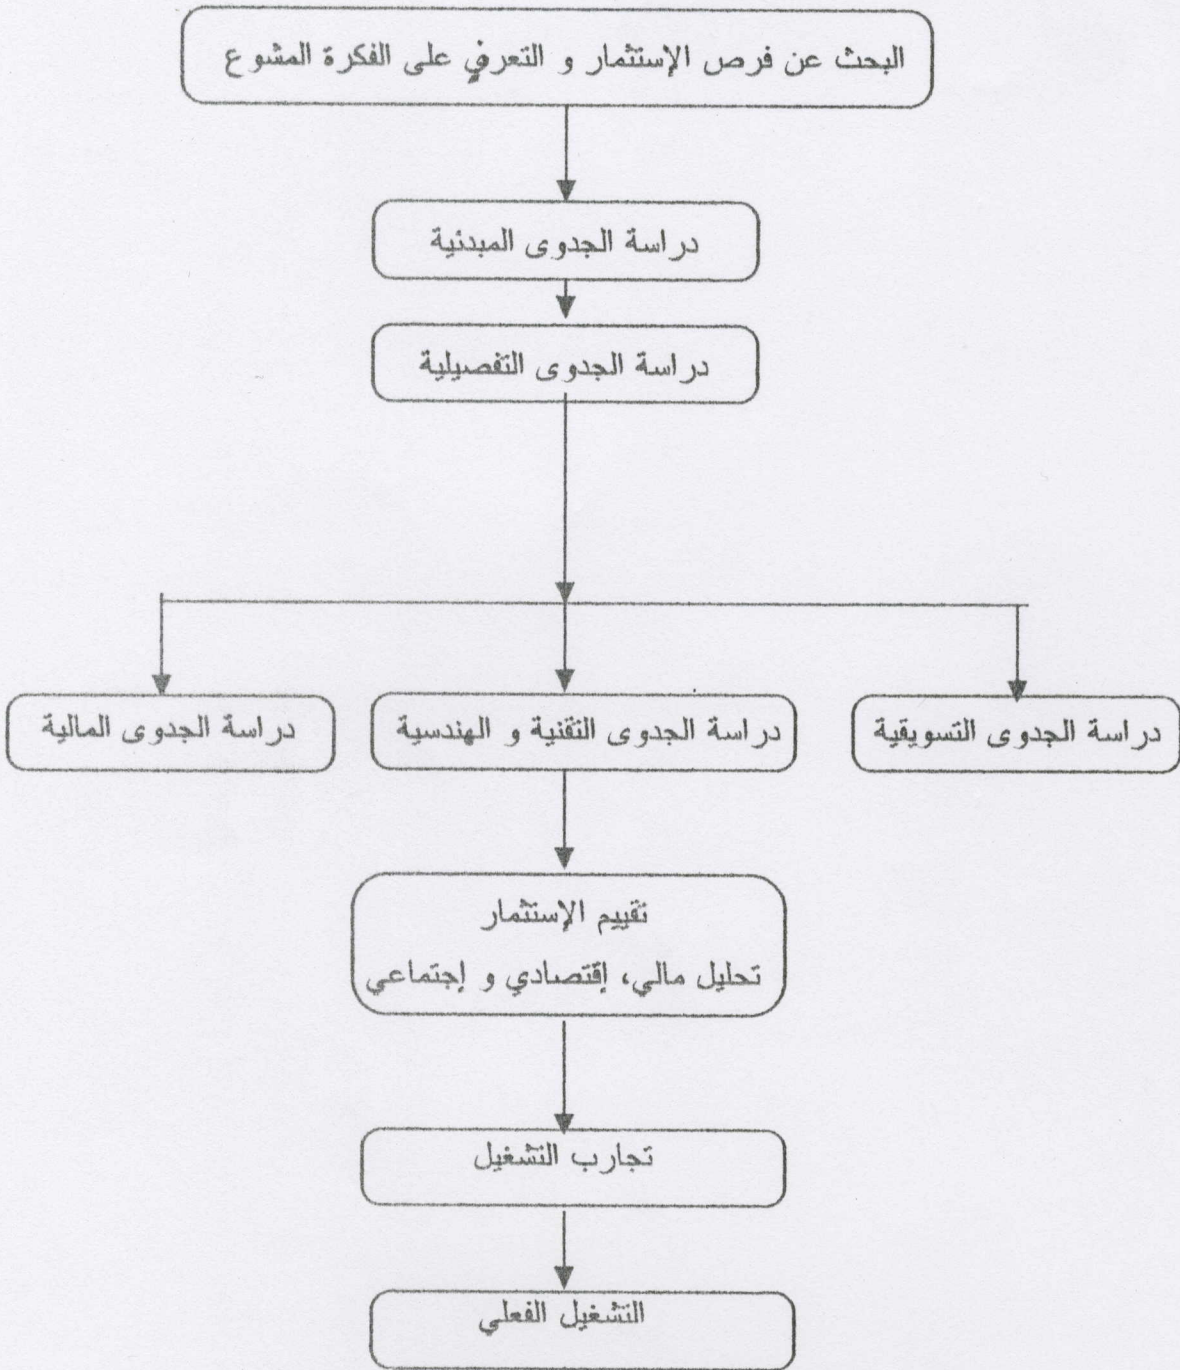 البحث عن فرص الإستثمار و التعرفي على الفكرة المشوع
دراسة الجدوى المبدئية
دراسة الجدوى التفصيلية
دراسة الجدوى التسويقية
دراسة الجدوى التقنية و الهندسية
دراسة الجدوى المالية
تقييم الإستثمار
تحليل مالي، إقتصادي و إجتماعي
تجارب التشغيل
التشغيل الفعلي